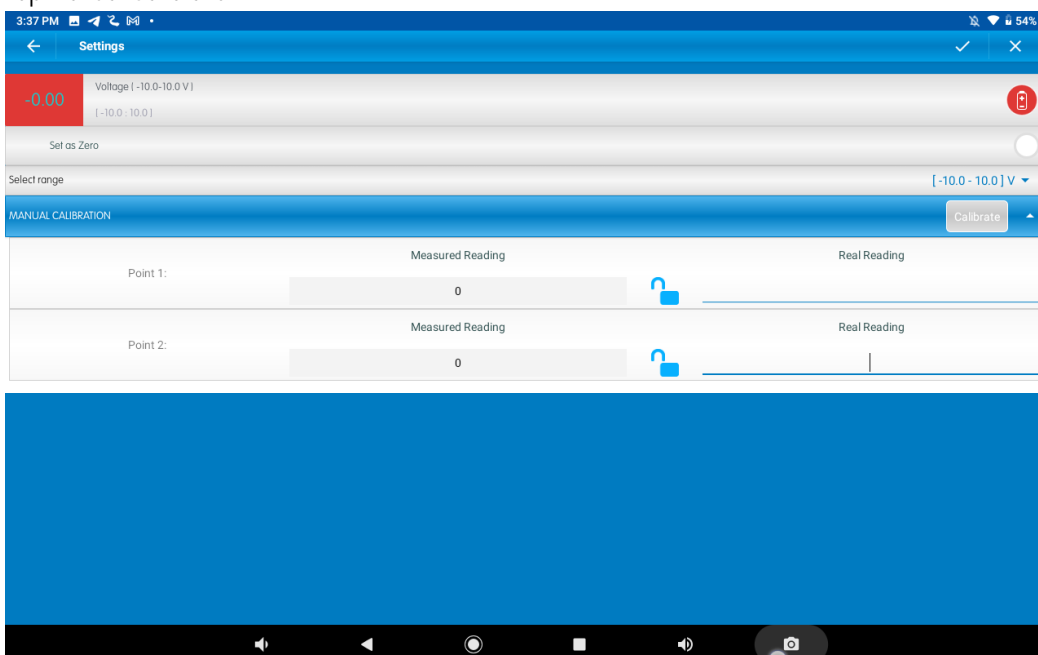 3:37 PM 54%
Settings
-0.00
Voltage ( -10.0-10.0 V )
[ -10.0 : 10.0 ]
Set as Zero
Select range [ -10.0 - 10.0 ] V
MANUAL CALIBRATION Calibrate
Measured Reading Real Reading
Point 1:
0
Measured Reading Real Reading
Point 2:
0